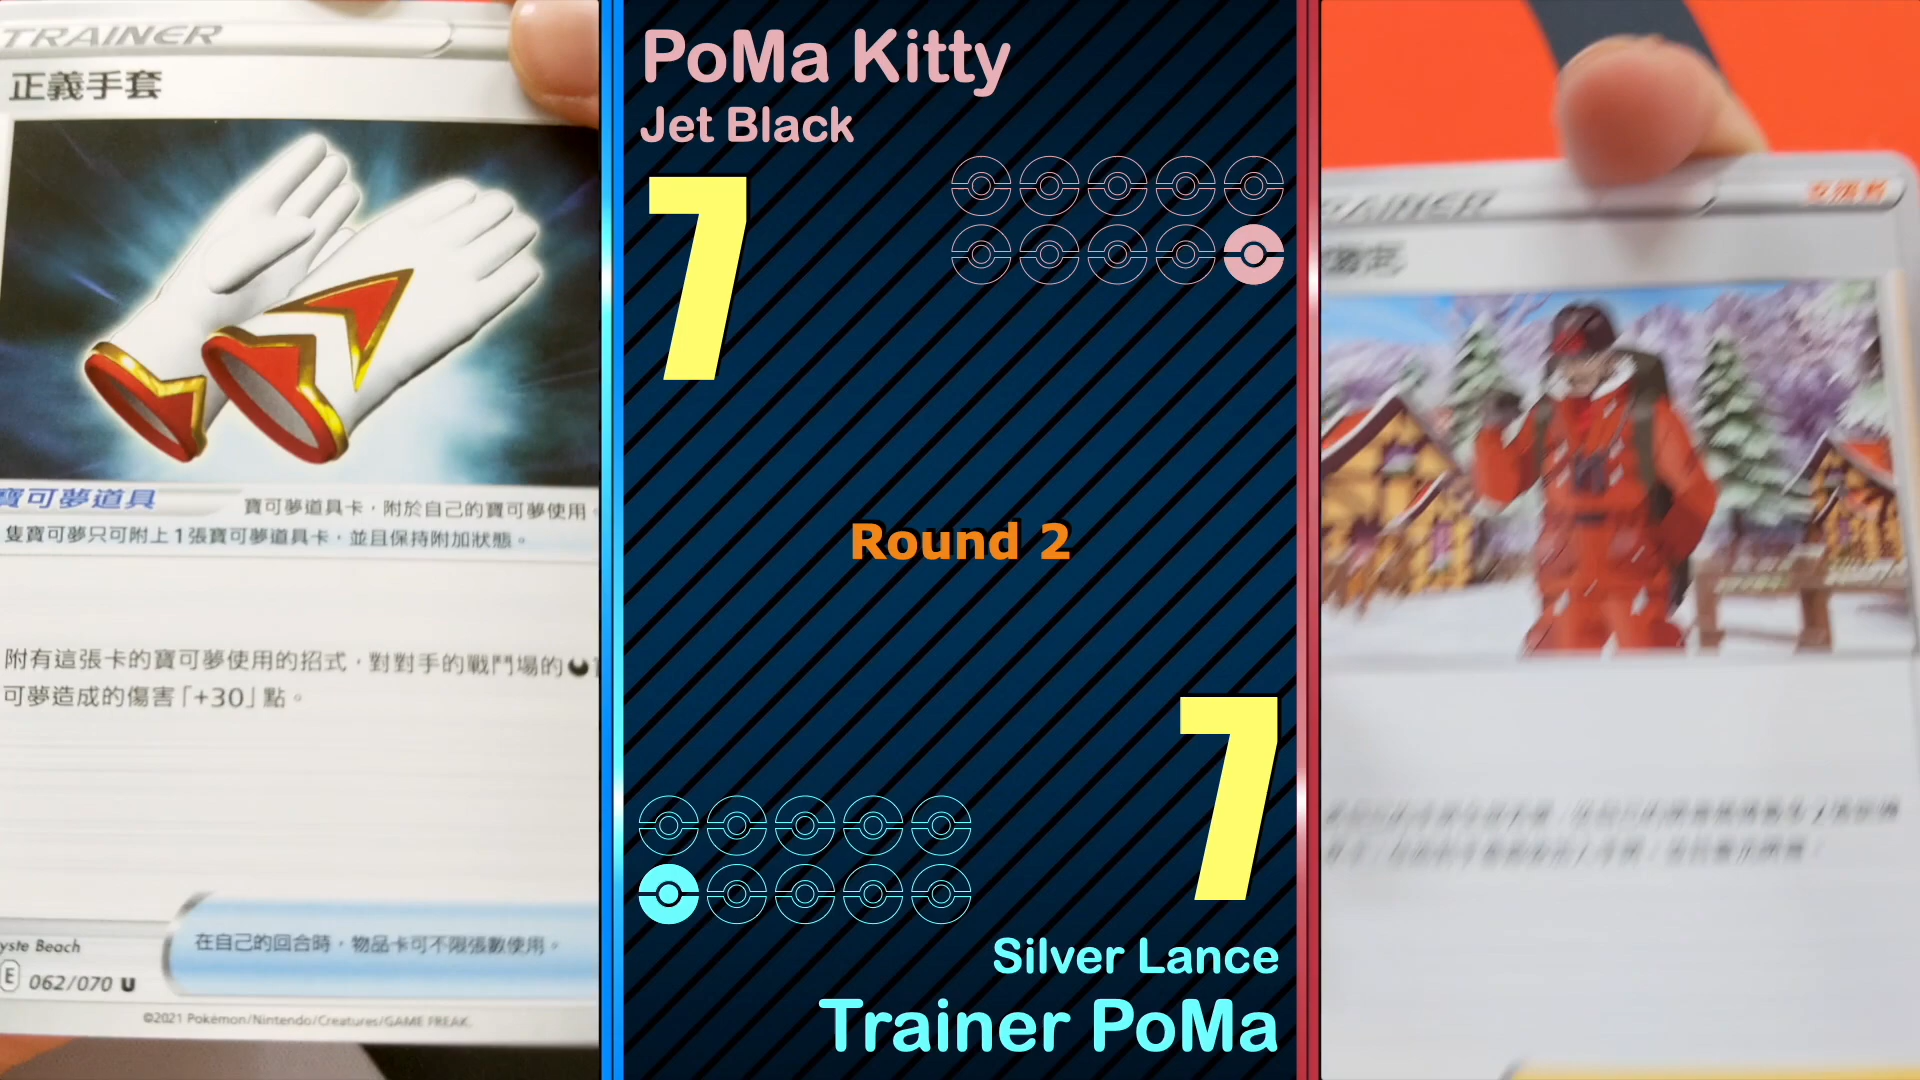 TRAINER
正義手套
寶可夢道具
寶可夢道具卡，附於自己的寶可夢使用。
隻寶可夢只可附上1張寶可夢道具卡，並且保持附加狀態。
附有這張卡的寶可夢使用的招式，對對手的戰鬥場的
可夢造成的傷害「+30」點。
在自己的回合時，物品卡可不限張數使用。
yste Beach
E 062/070 U
©2021 Pokémon/Nintendo/Creatures/GAME FREAK.
PoMa Kitty
Jet Black
7
Round 2
7
Silver Lance
Trainer PoMa
TRAINER